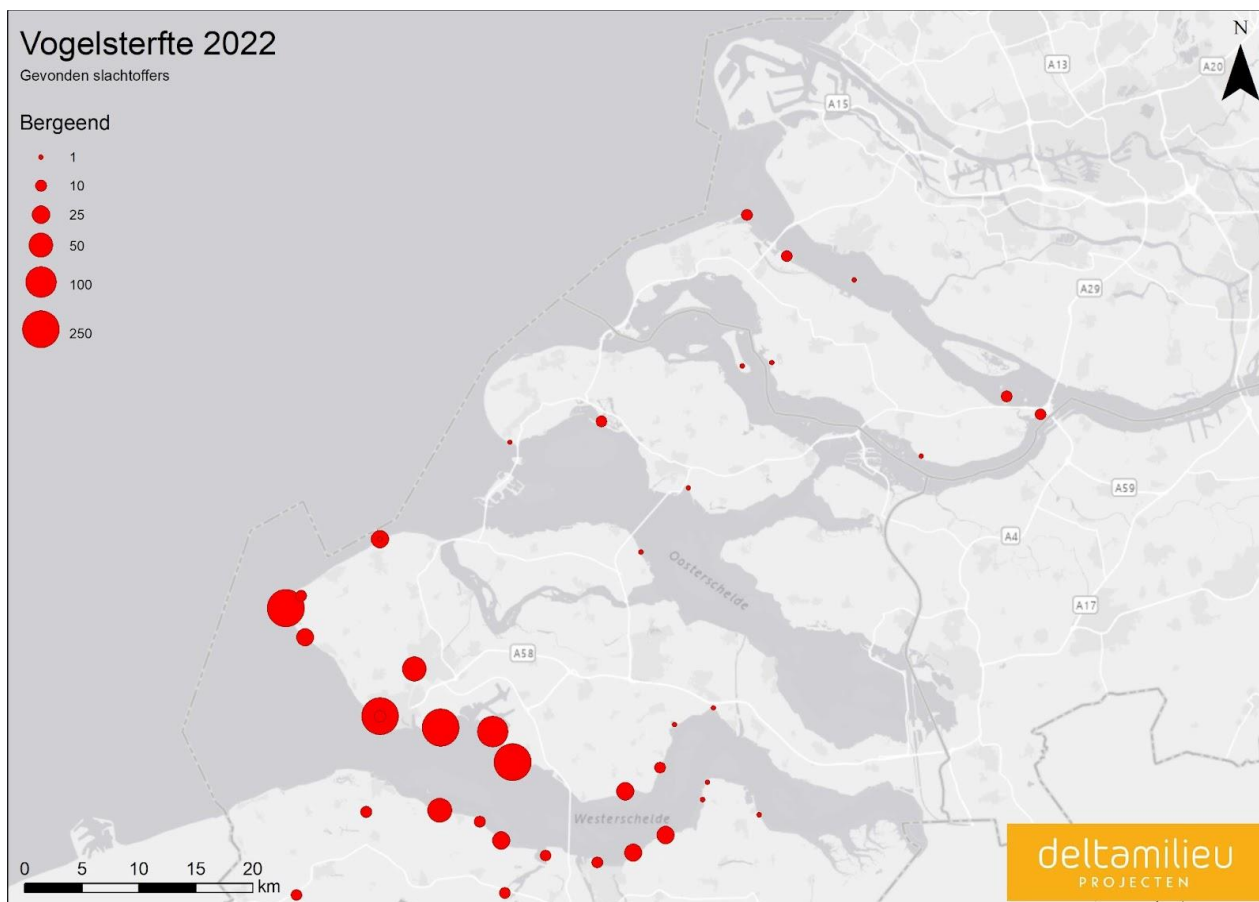 Vogelsterfte 2022
Gevonden slachtoffers
Bergeend
1
10
25
50
100
250
N
A13
A20
A15
A29
A59
A4
A17
A58
Oosterschelde
Westerschelde
0 5 10 15 20
km
deltamilieu
PROJECTEN